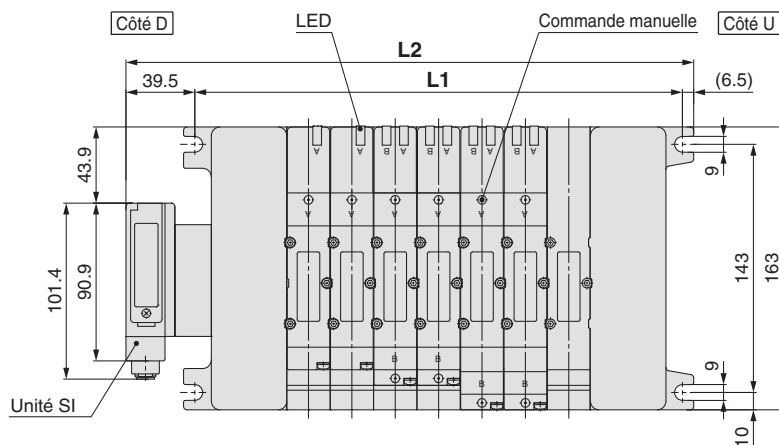 Côté D
LED
Commande manuelle
Côté U
L2
39.5
L1
(6.5)
43.9
A
A
B A
B A
B A
B A
9
A
A
A
A
A
A
101.4
90.9
143
163
B
B
B
B
9
Unité SI
10